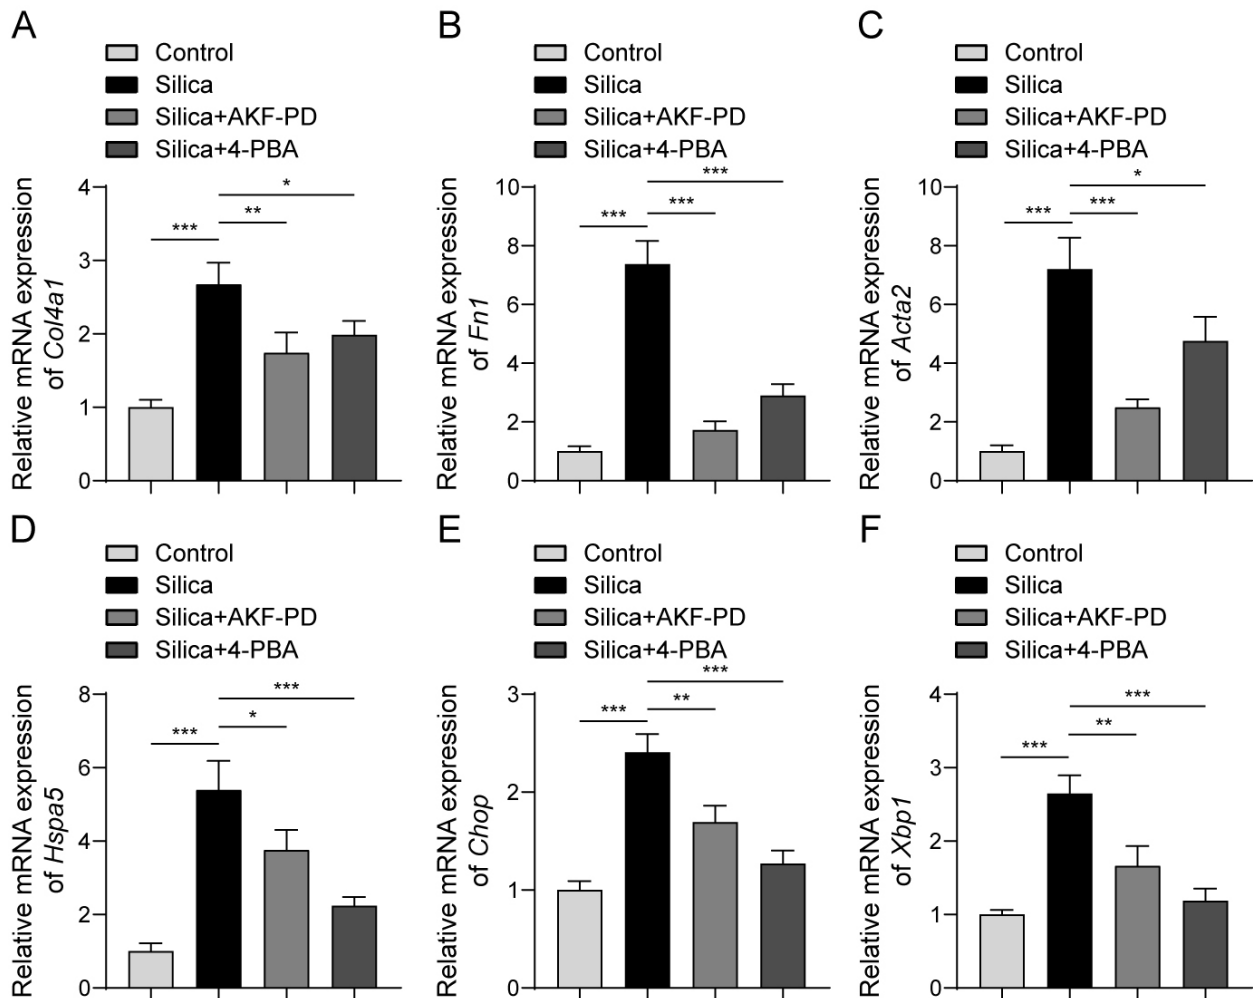 A
Control
Silica
Silica+AKF-PD
Silica+4-PBA
Relative mRNA expression
of Col4a1
4
3
2
1
0
***
**
*
B
Control
Silica
Silica+AKF-PD
Silica+4-PBA
Relative mRNA expression
of Fn1
10
8
6
4
2
0
***
***
***
C
Control
Silica
Silica+AKF-PD
Silica+4-PBA
Relative mRNA expression
of Acta2
10
8
6
4
2
0
***
***
*
D
Control
Silica
Silica+AKF-PD
Silica+4-PBA
Relative mRNA expression
of Hspa5
8
6
4
2
0
***
*
***
E
Control
Silica
Silica+AKF-PD
Silica+4-PBA
Relative mRNA expression
of Chop
3
2
1
0
***
**
***
F
Control
Silica
Silica+AKF-PD
Silica+4-PBA
Relative mRNA expression
of Xbp1
4
3
2
1
0
***
**
***